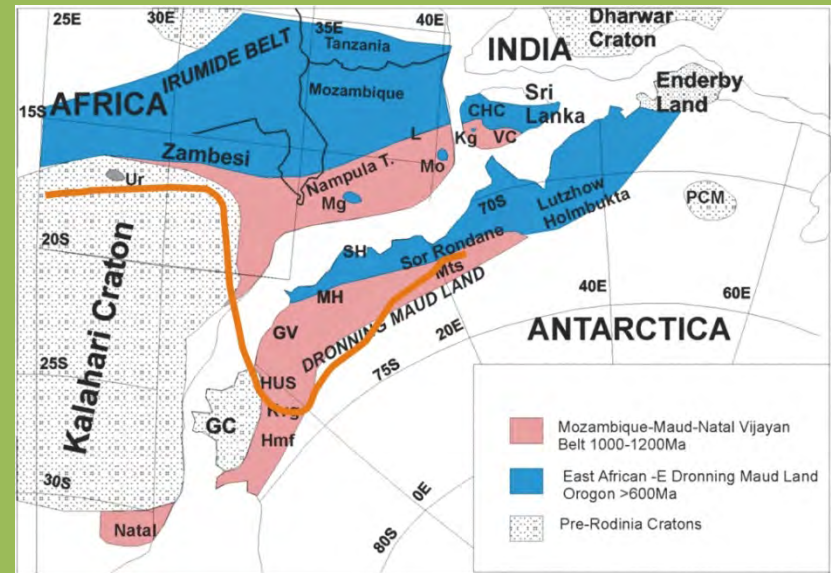 25E
30E
35E
40E
IRUMIDE BELT
Tanzania
Mozambique
INDIA
Dharwar
Craton
Enderby
Land
Sri
Lanka
AFRICA
15S
Zambesi
CHC
L
Kg
VC
Nampula T.
Mo
Mg
Ur
70S
Lutzhow
Holmbukta
PCM
20S
Kalahari Craton
SH
Sor Rondane
Mts
MH
DRONNING MAUD LAND
GV
20E
40E
60E
ANTARCTICA
25S
75S
HUS
Kvg
GC
Hmf
30S
Natal
0E
80S
Mozambique-Maud-Natal Vijayan
Belt 1000-1200Ma
East African -E Dronning Maud Land
Orogon >600Ma
Pre-Rodinia Cratons